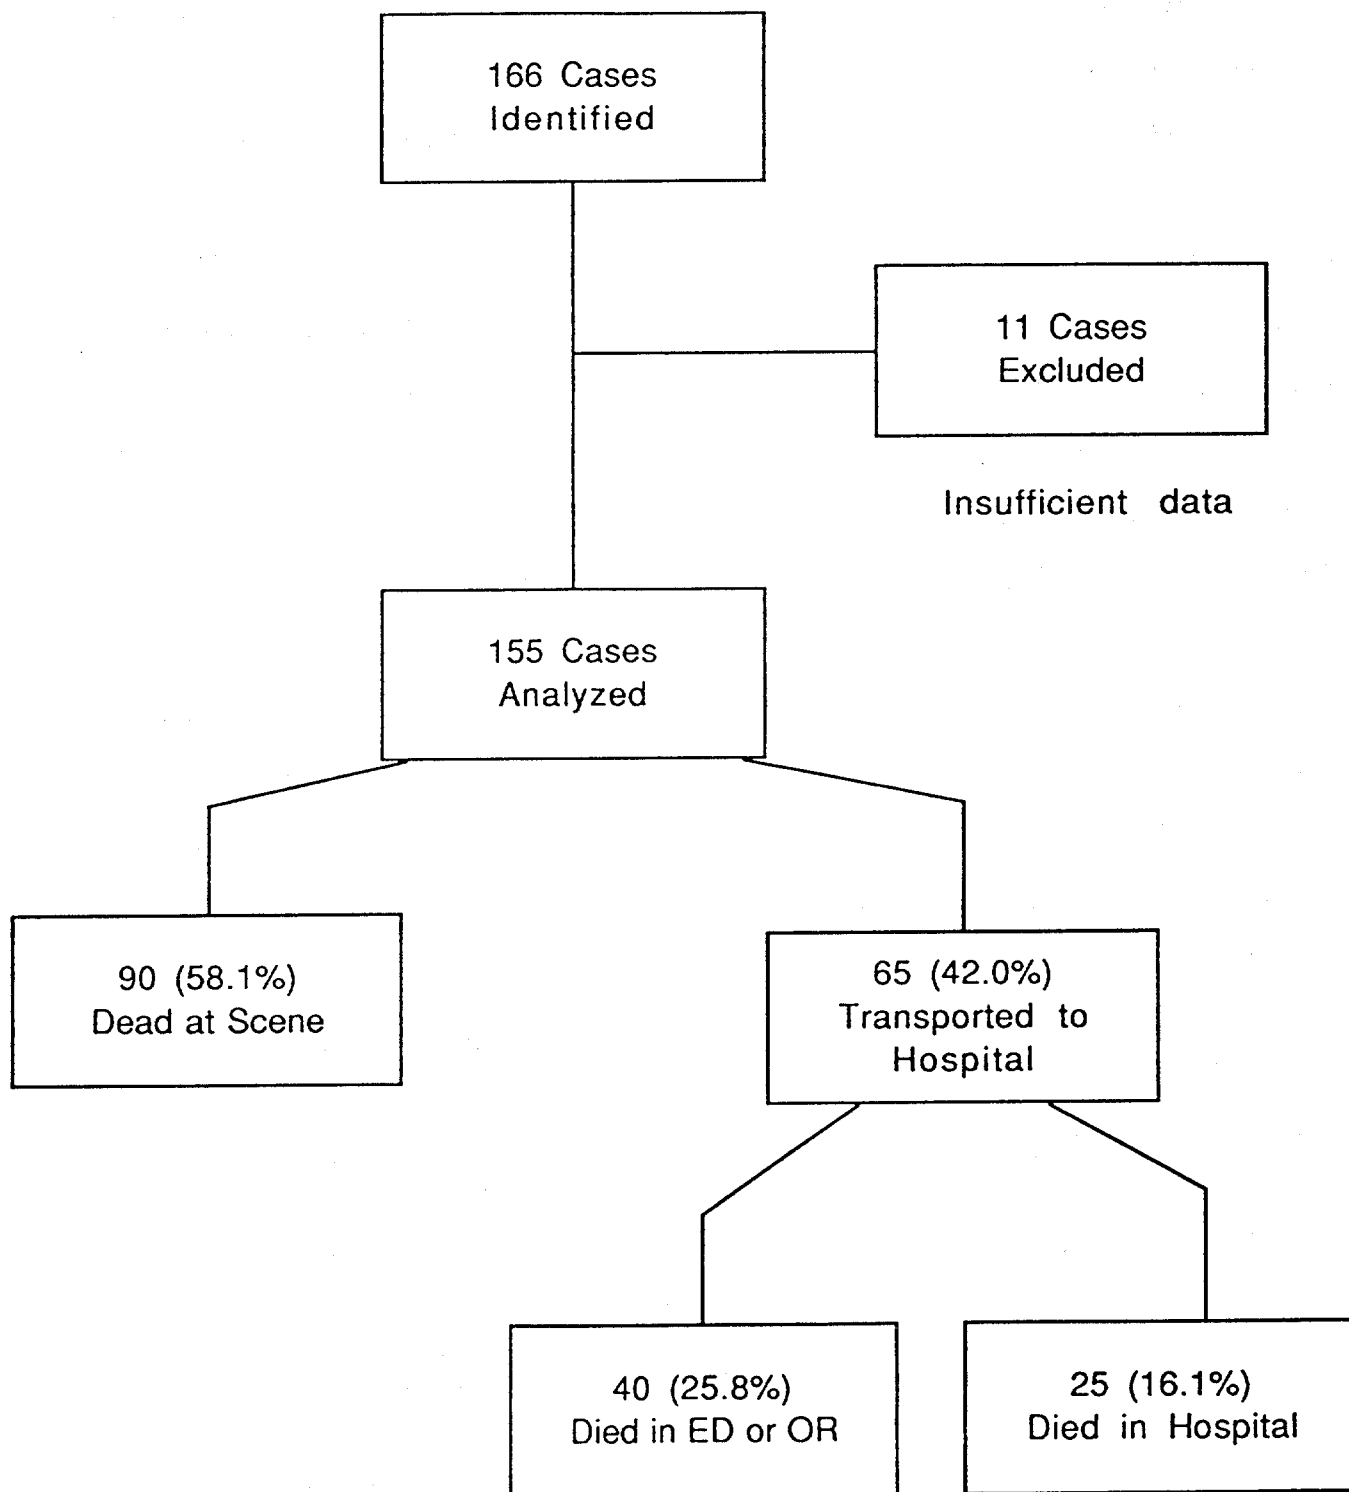 166 Cases
Identified
11 Cases
Excluded
Insufficient data
155 Cases
Analyzed
90 (58.1%)
Dead at Scene
65 (42.0%)
Transported to
Hospital
40 (25.8%)
Died in ED or OR
25 (16.1%)
Died in Hospital